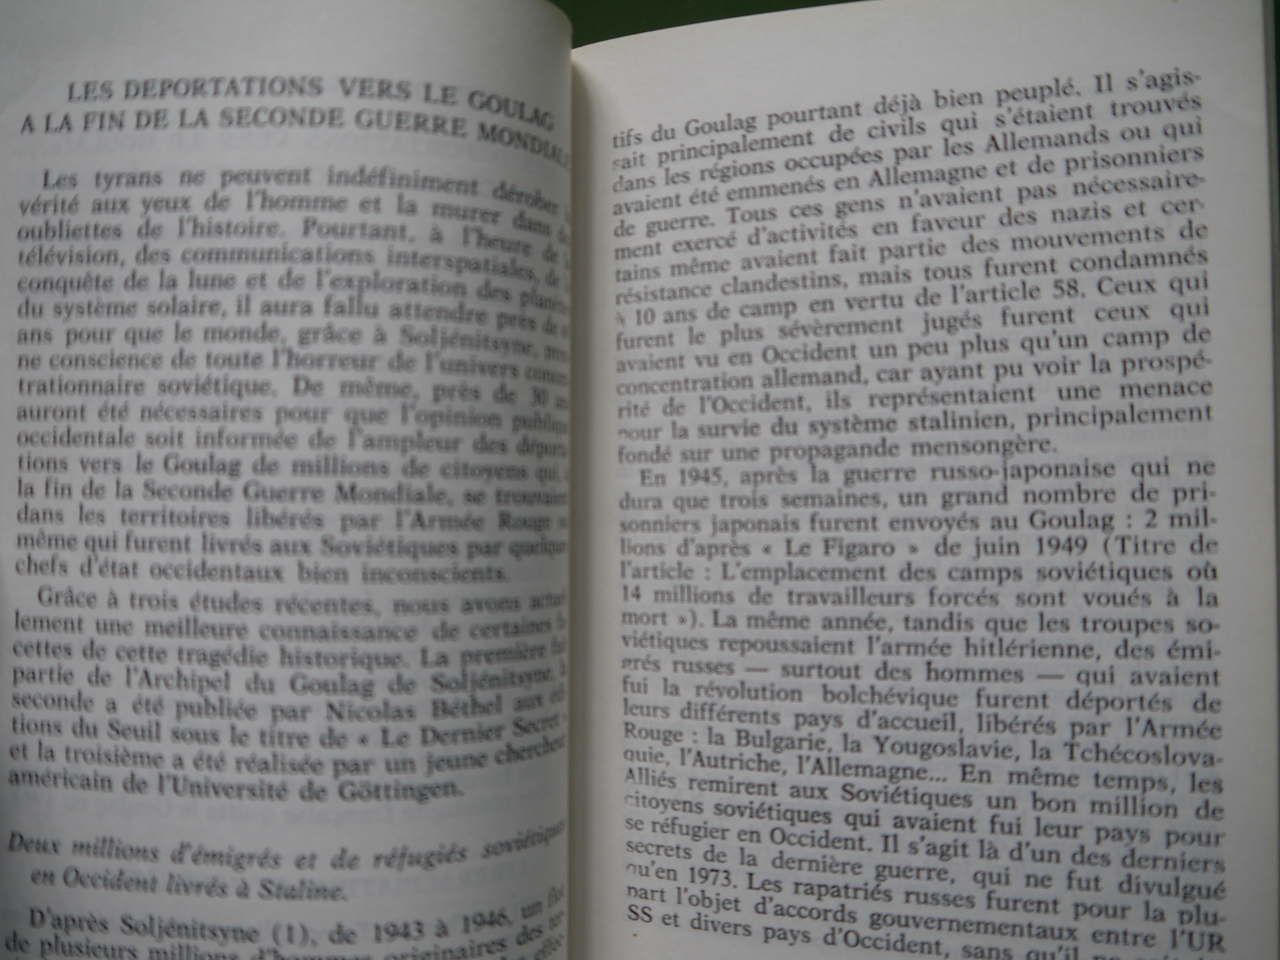 LES DEPORTATIONS VERS LE GOULAG
A LA FIN DE LA SECONDE GUERRE MONDIALE
Les tyrans ne peuvent indéfiniment dérober
vérité aux yeux de l'homme et la murer dans
oubliettes de l'histoire. Pourtant, à l'heure de
télévision, des communications interspatiales, de
conquête de la lune et de l'exploration des
du système solaire, il aura fallu attendre près de
ans pour que le monde, grâce à Soljénitsyne,
ne conscience de toute l'horreur de l'univers
trationnaire soviétique. De même, près de 30
auront été nécessaires pour que l'opinion
occidentale soit informée de l'ampleur des
tions vers le Goulag de millions de citoyens qui,
la fin de la Seconde Guerre Mondiale, se
dans les territoires libérés par l'Armée Rouge
même qui furent livrés aux Soviétiques par
chefs d'état occidentaux bien inconscients.
Grâce à trois études récentes, nous avons
lement une meilleure connaissance de certaines
cettes de cette tragédie historique. La première
partie de l'Archipel du Goulag de Soljénitsyne,
seconde a été publiée par Nicolas Béthel aux
tions du Seuil sous le titre de « Le Dernier Secret
et la troisième a été réalisée par un jeune chercheur
américain de l'Université de Göttingen.
Deux millions d'émigrés et de réfugiés soviétiques
en Occident livrés à Staline.
D'après Soljénitsyne (1), de 1943 à 1946, un
de plusieurs millions d'hommes originaires des
tifs du Goulag pourtant déjà bien peuplé. Il s'agis-
sait principalement de civils qui s'étaient trouvés
dans les régions occupées par les Allemands ou qui
avaient été emmenés en Allemagne et de prisonniers
de guerre. Tous ces gens n'avaient pas nécessaire-
ment exercé d'activités en faveur des nazis et cer-
tains même avaient fait partie des mouvements de
résistance clandestins, mais tous furent condamnés
à 10 ans de camp en vertu de l'article 58. Ceux qui
furent le plus sévèrement jugés furent ceux qui
avaient vu en Occident un peu plus qu'un camp de
concentration allemand, car ayant pu voir la prospé-
rité de l'Occident, ils représentaient une menace
pour la survie du système stalinien, principalement
fondé sur une propagande mensongère.
En 1945, après la guerre russo-japonaise qui ne
dura que trois semaines, un grand nombre de pri-
sonniers japonais furent envoyés au Goulag : 2 mil-
lions d'après « Le Figaro » de juin 1949 (Titre de
l'article : L'emplacement des camps soviétiques où
14 millions de travailleurs forcés sont voués à la
mort »). La même année, tandis que les troupes so-
viétiques repoussaient l'armée hitlérienne, des émi-
grés russes — surtout des hommes — qui avaient
fui la révolution bolchévique furent déportés de
leurs différents pays d'accueil, libérés par l'Armée
Rouge : la Bulgarie, la Yougoslavie, la Tchécoslova-
quie, l'Autriche, l'Allemagne... En même temps, les
Alliés remirent aux Soviétiques un bon million de
citoyens soviétiques qui avaient fui leur pays pour
se réfugier en Occident. Il s'agit là d'un des derniers
secrets de la dernière guerre, qui ne fut divulgué
qu'en 1973. Les rapatriés russes furent pour la plu-
part l'objet d'accords gouvernementaux entre l'UR
SS et divers pays d'Occident, sans qu'il